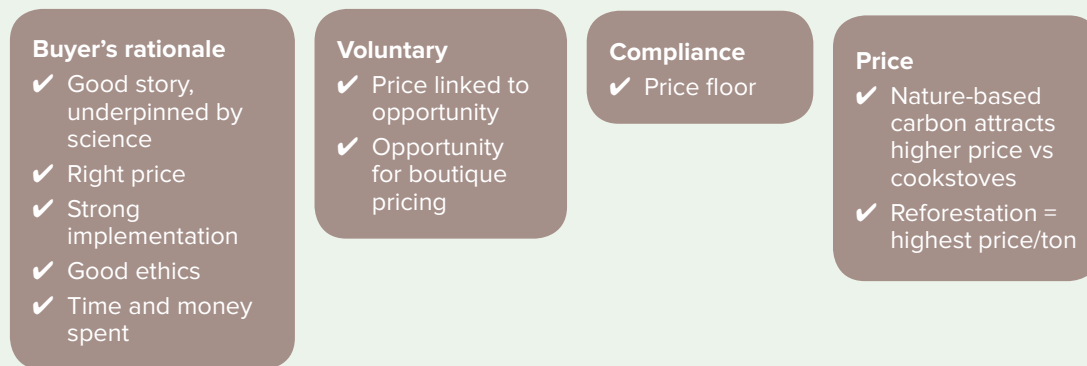 Buyer’s rationale
✔ Good story,
underpinned by
science
✔ Right price
✔ Strong
implementation
✔ Good ethics
✔ Time and money
spent
Voluntary
✔ Price linked to
opportunity
✔ Opportunity
for boutique
pricing
Compliance
✔ Price floor
Price
✔ Nature-based
carbon attracts
higher price vs
cookstoves
✔ Reforestation =
highest price/ton